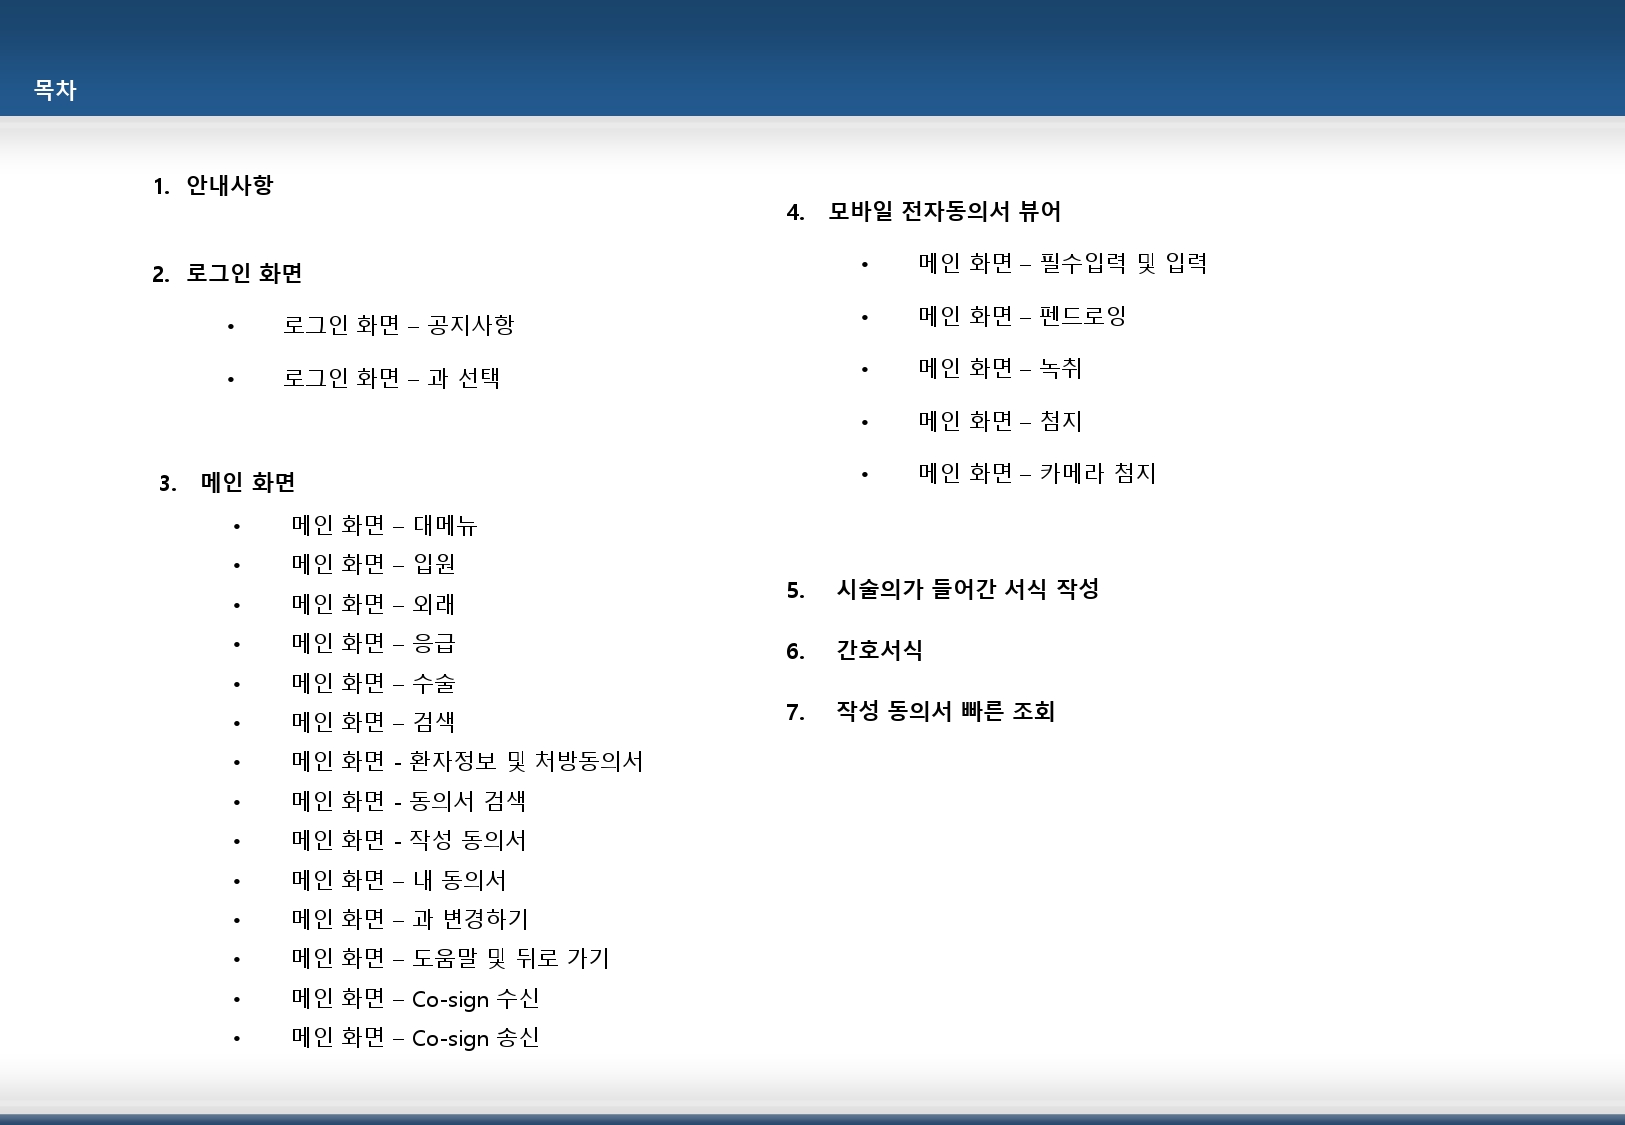 목차
1. 안내사항
2. 로그인 화면
• 로그인 화면 – 공지사항
• 로그인 화면 – 과 선택
3. 메인 화면
• 메인 화면 – 대메뉴
• 메인 화면 – 입원
• 메인 화면 – 외래
• 메인 화면 – 응급
• 메인 화면 – 수술
• 메인 화면 – 검색
• 메인 화면 - 환자정보 및 처방동의서
• 메인 화면 - 동의서 검색
• 메인 화면 - 작성 동의서
• 메인 화면 – 내 동의서
• 메인 화면 – 과 변경하기
• 메인 화면 – 도움말 및 뒤로 가기
• 메인 화면 – Co-sign 수신
• 메인 화면 – Co-sign 송신
4. 모바일 전자동의서 뷰어
• 메인 화면 – 필수입력 및 입력
• 메인 화면 – 펜드로잉
• 메인 화면 – 녹취
• 메인 화면 – 첨지
• 메인 화면 – 카메라 첨지
5. 시술의가 들어간 서식 작성
6. 간호서식
7. 작성 동의서 빠른 조회